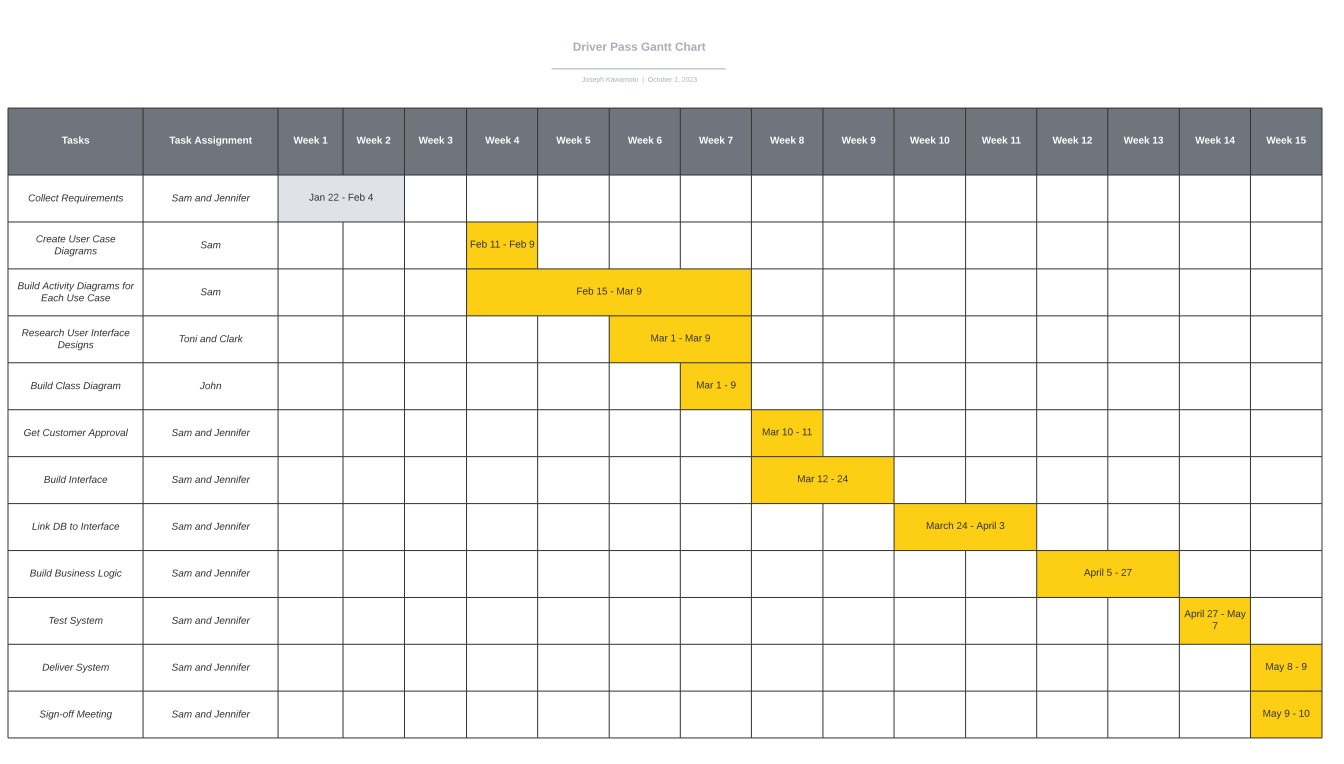 Driver Pass Gantt Chart
Joseph Kawamoto | October 1, 2023
Tasks Task Assignment Week 1 Week 2 Week 3 Week 4 Week 5 Week 6 Week 7 Week 8 Week 9 Week 10 Week 11 Week 12 Week 13 Week 14 Week 15
Collect Requirements Sam and Jennifer Jan 22 - Feb 4
Create User Case
Diagrams
Sam Feb 11 - Feb 9
Build Activity Diagrams for
Each Use Case
Sam Feb 15 - Mar 9
Research User Interface
Designs
Toni and Clark Mar 1 - Mar 9
Build Class Diagram John Mar 1 - 9
Get Customer Approval Sam and Jennifer Mar 10 - 11
Build Interface Sam and Jennifer Mar 12 - 24
Link DB to Interface Sam and Jennifer March 24 - April 3
Build Business Logic Sam and Jennifer April 5 - 27
Test System Sam and Jennifer April 27 - May
7
Deliver System Sam and Jennifer May 8 - 9
Sign-off Meeting Sam and Jennifer May 9 - 10